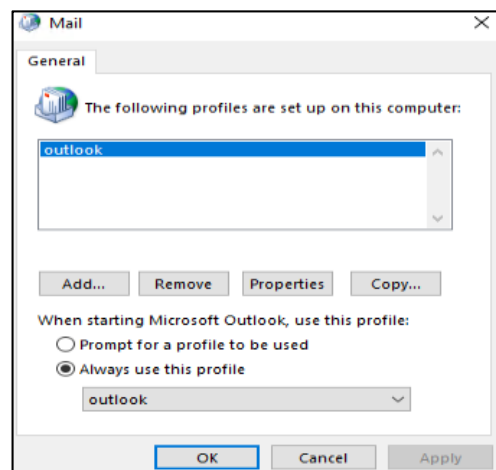 Mail
General
The following profiles are set up on this computer:
outlook
Add... Remove Properties Copy...
When starting Microsoft Outlook, use this profile:
Prompt for a profile to be used
Always use this profile
outlook
OK Cancel Apply